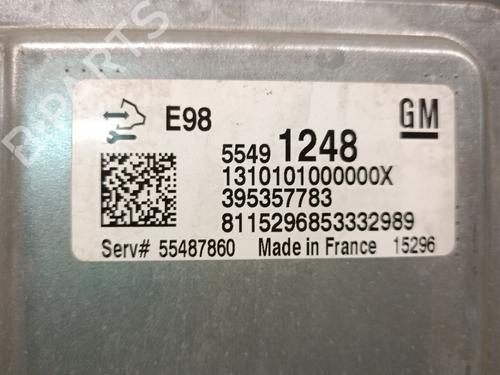 B-PARTS
E98
GM
5549 1248
1310101000000X
395357783
8115296853332989
Serv# 55487860 Made in France 15296